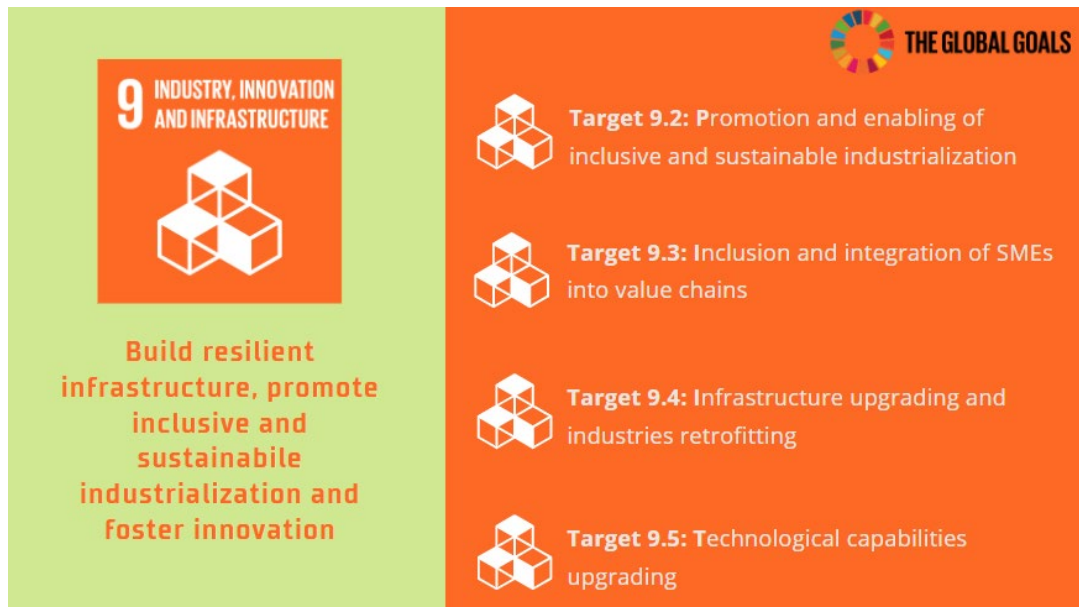 9 INDUSTRY, INNOVATION
AND INFRASTRUCTURE
Build resilient
infrastructure, promote
inclusive and
sustainabile
industrialization and
foster innovation
THE GLOBAL GOALS
Target 9.2: Promotion and enabling of
inclusive and sustainable industrialization
Target 9.3: Inclusion and integration of SMEs
into value chains
Target 9.4: Infrastructure upgrading and
industries retrofitting
Target 9.5: Technological capabilities
upgrading